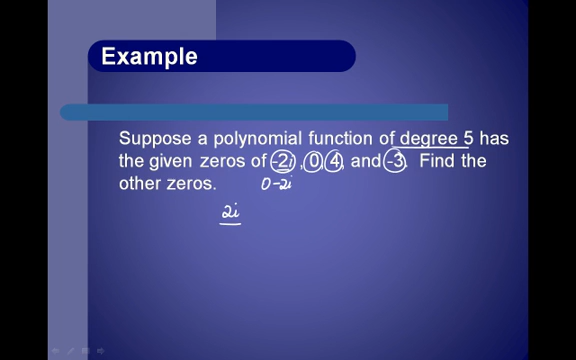 Example
Suppose a polynomial function of degree 5 has
the given zeros of -2i , 0, 4, and -3. Find the
other zeros.
0-2i
2i